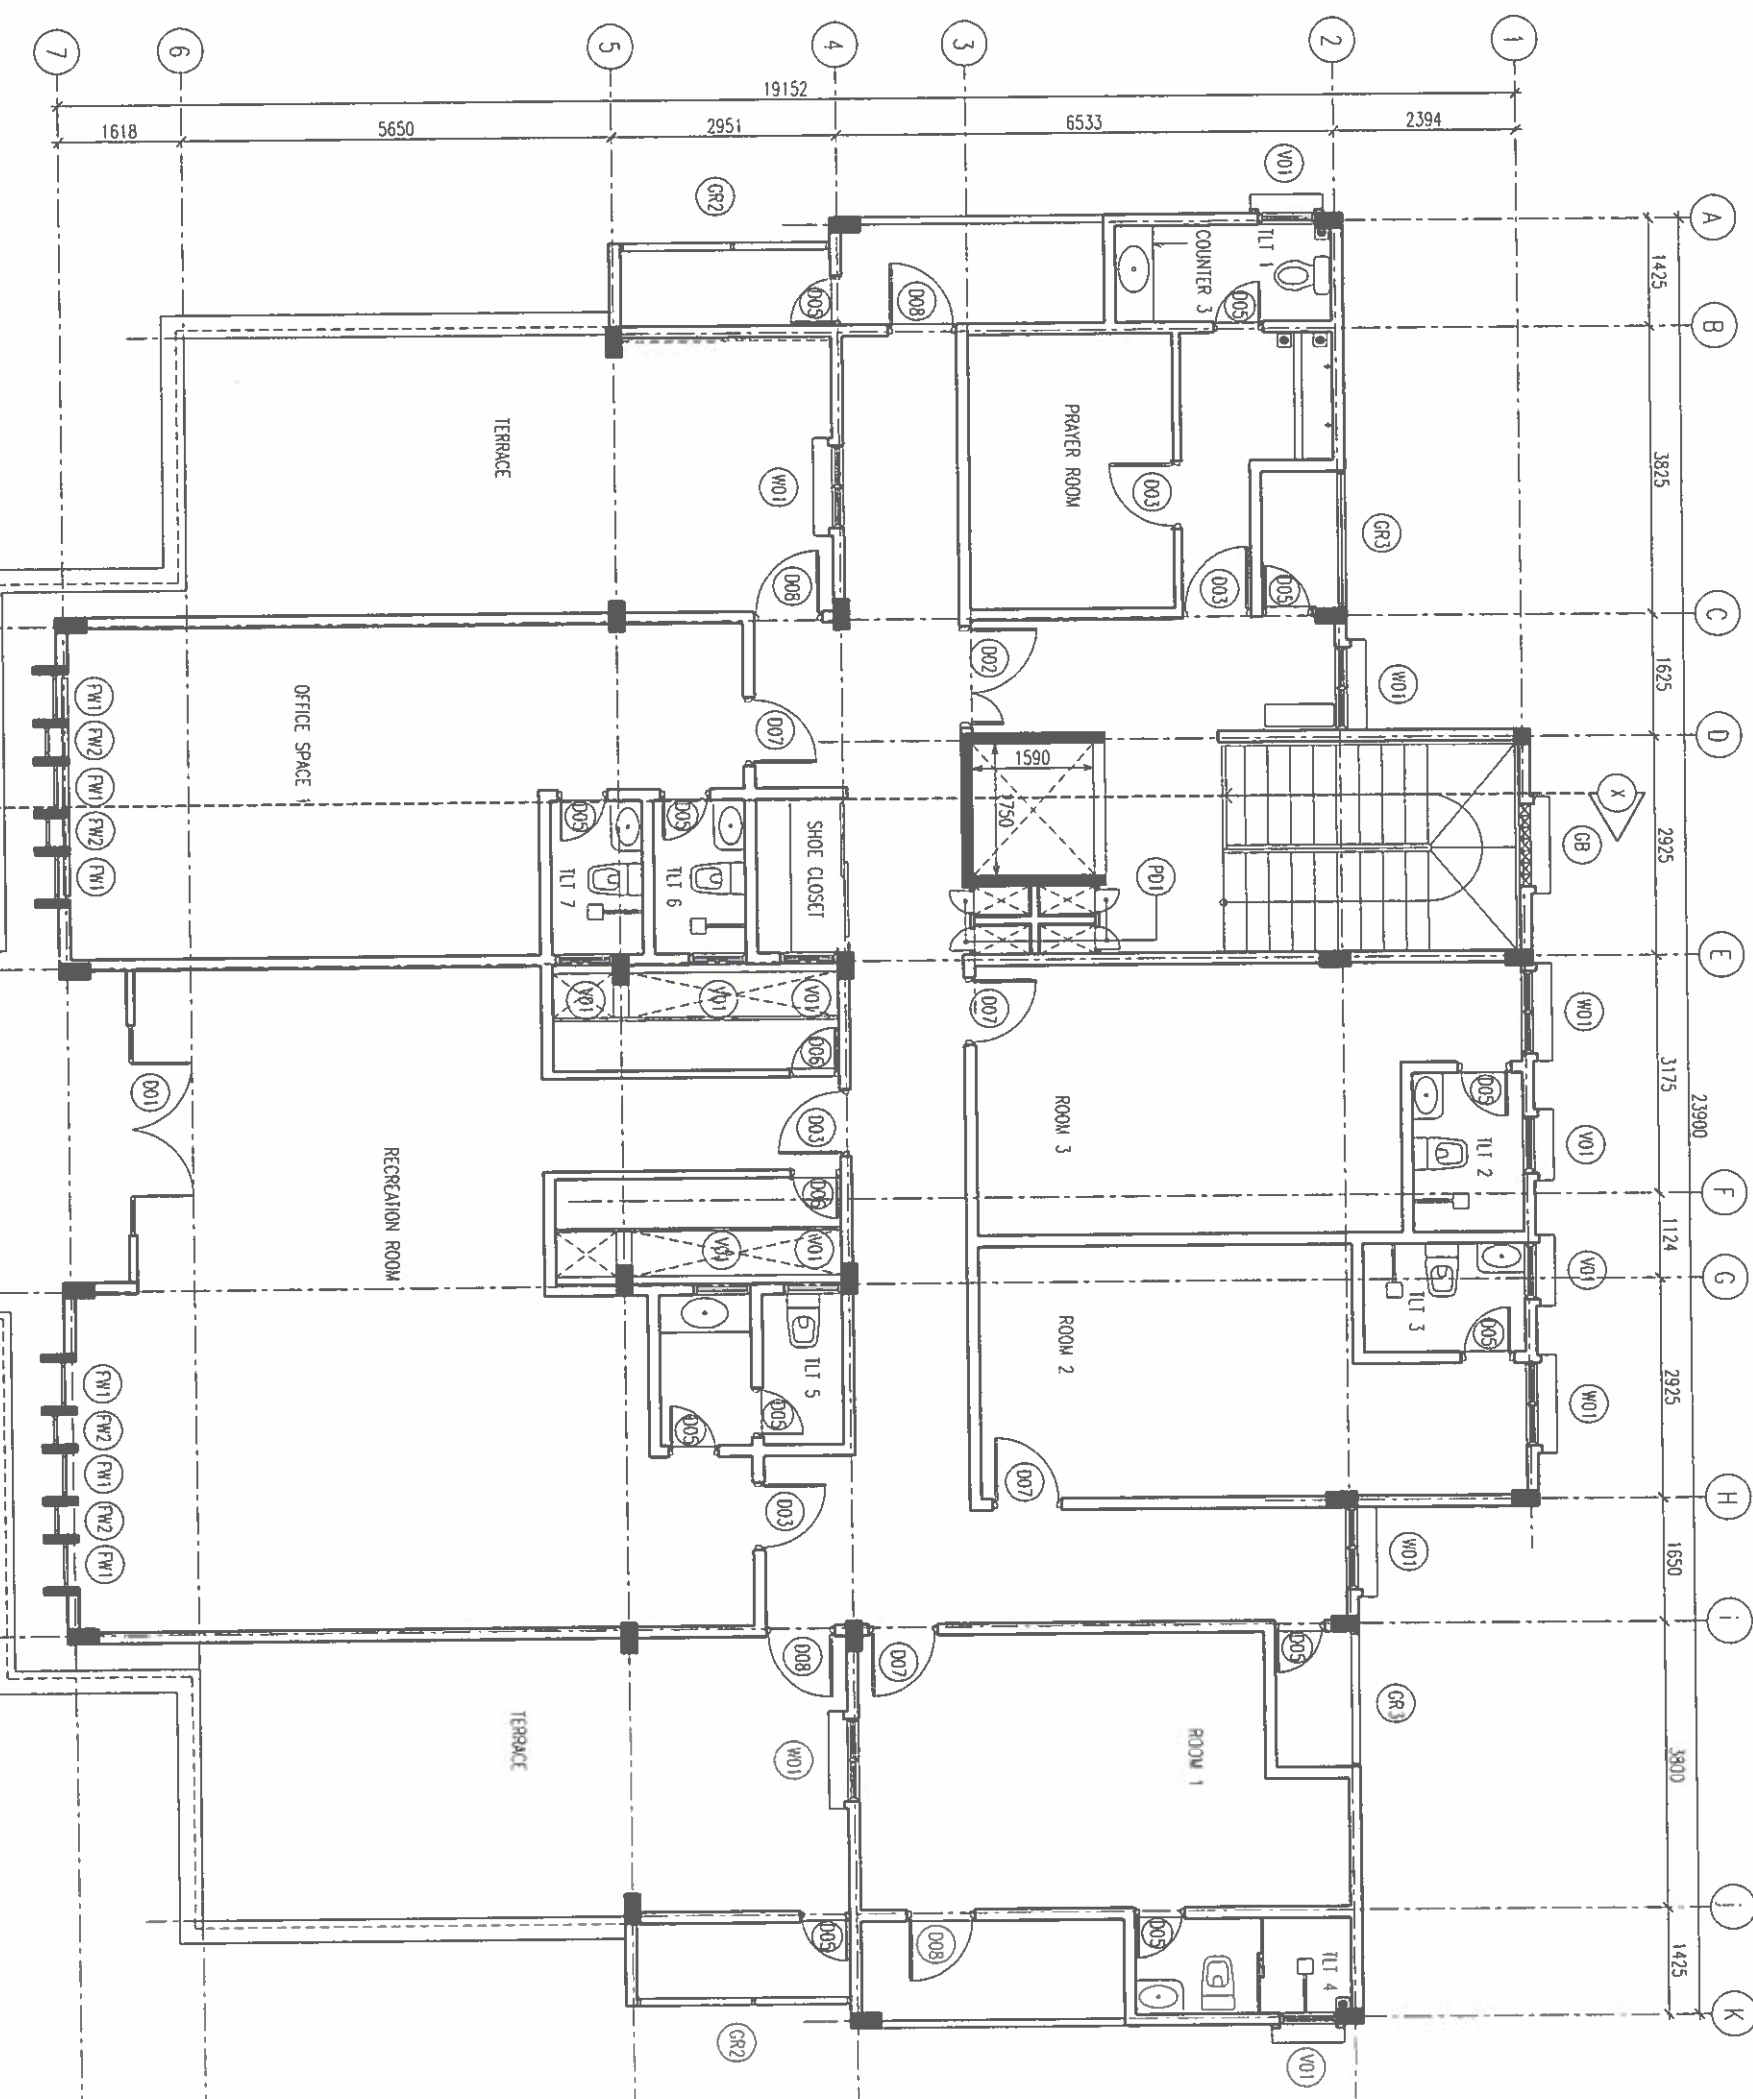 7
6
5
4
3
2
1
19152
1618
5650
2951
6533
2394
A
B
C
D
E
F
G
H
i
j
K
1425
3825
1625
2925
3175
1124
2925
1650
3800
1425
23900
V01
GR2
TLT 1
COUNTER 3
D05
D08
D05
PRAYER ROOM
D03
D03
D05
GR3
TERRACE
W01
D08
D02
W01
OFFICE SPACE 1
FW1
FW2
FW1
FW2
FW1
D07
1590
1750
X
GB
P01
SHOE CLOSET
D05
D05
TLT 7
TLT 6
V01
V01
V01
D06
D07
W01
D01
D03
ROOM 3
D05
TLT 2
V01
RECREATION ROOM
D06
V01
V01
ROOM 2
TLT 3
D05
V01
W01
TLT 5
D05
D05
FW1
FW2
FW1
FW2
FW1
D03
D07
W01
D08
D07
D05
GR3
TERRACE
W01
ROOM 1
D05
D08
D05
TLT 4
GR2
V01